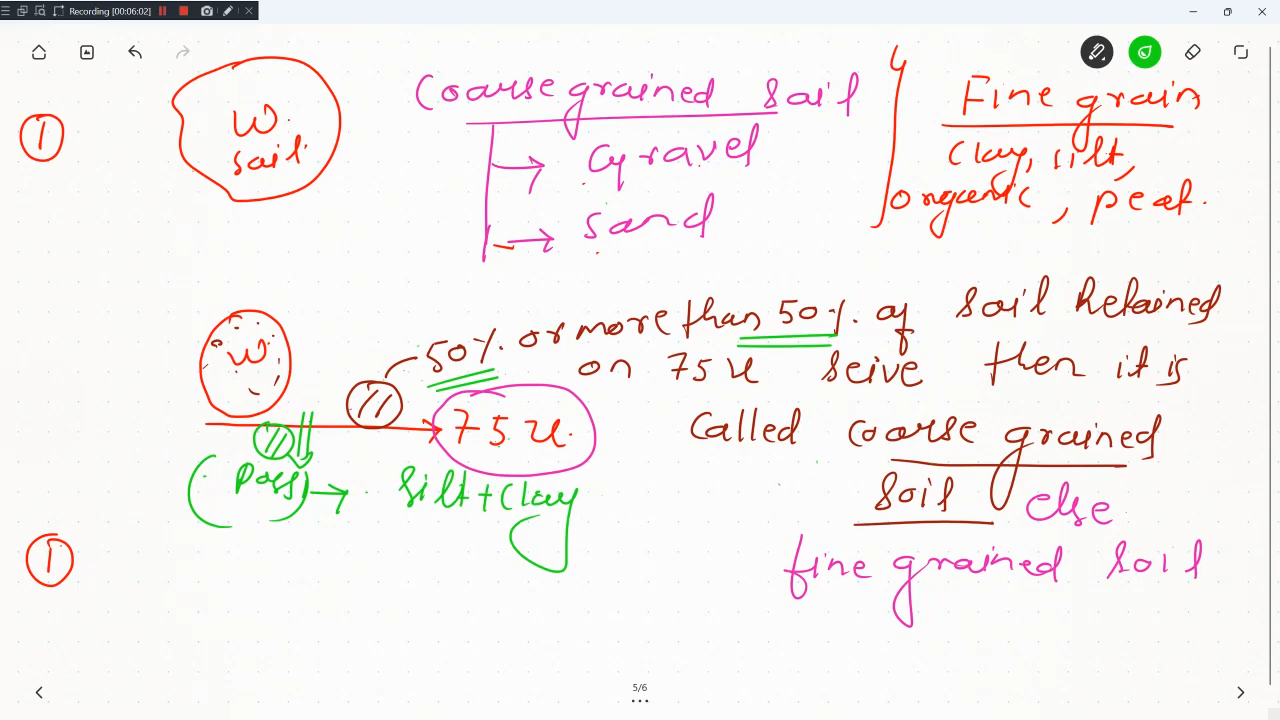 Recording [00:06:02]
① W soil
Coarse grained soil
→ Gravel
→ sand
Fine grain
clay, silt,
organic, peat.
W
50% or more than 50% of soil Retained
on 75 u seive then it is
called coarse grained
soil else
fine grained soil
75 u.
(Pass) → silt + clay
①
5/6